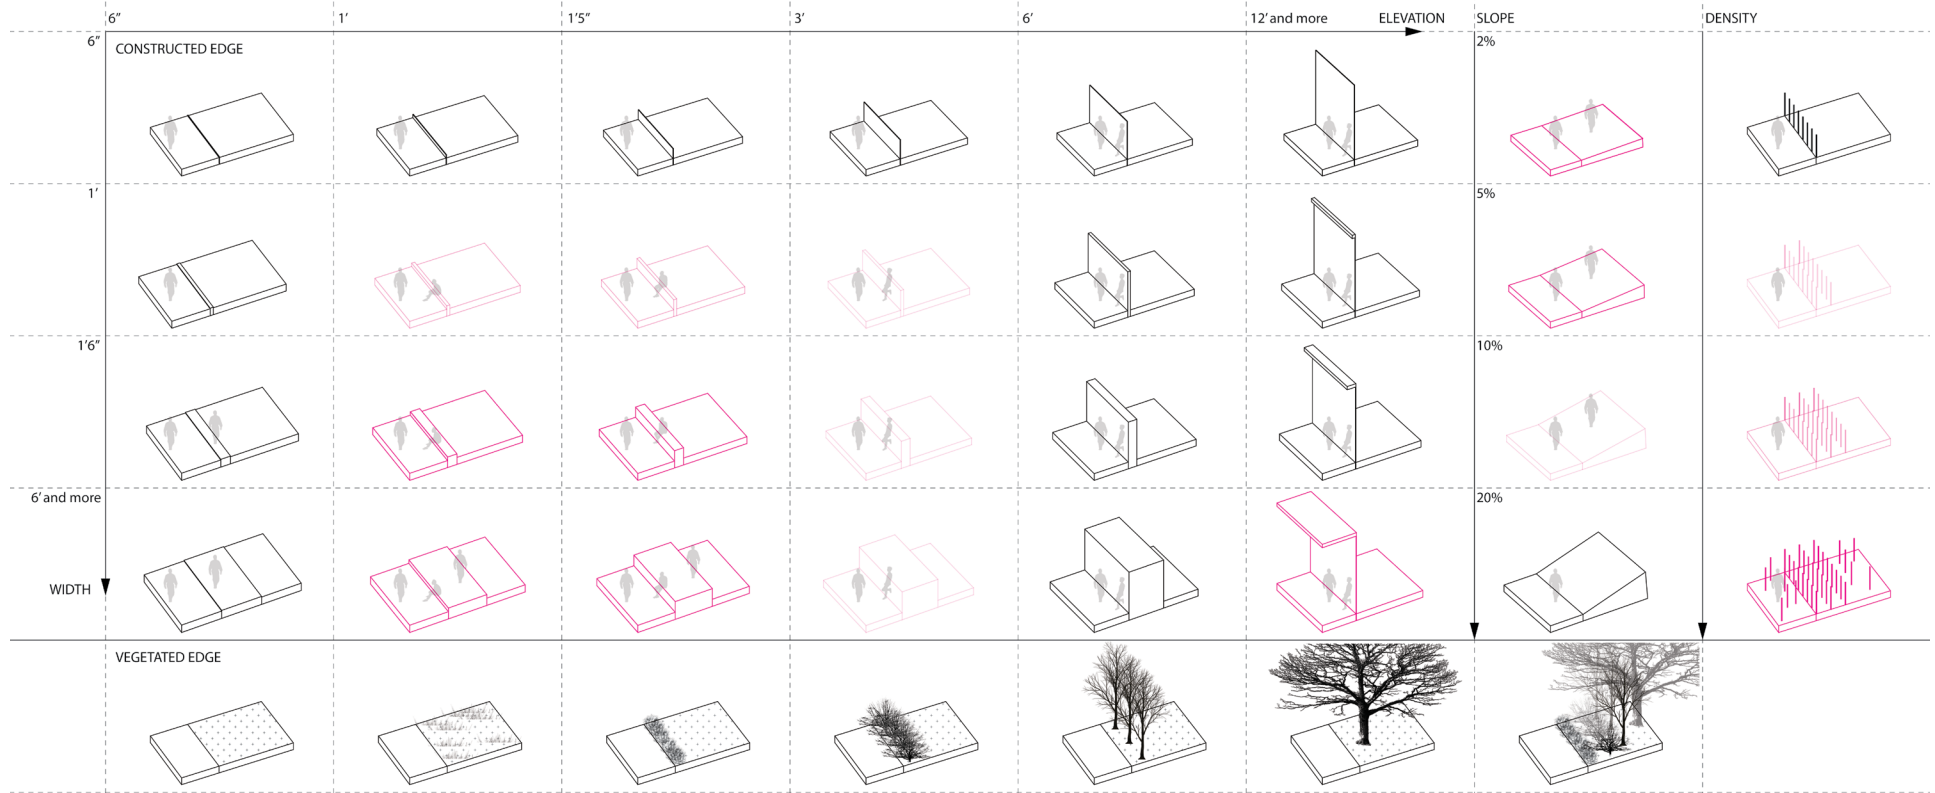 6” 1’ 1’5” 3’ 6’ 12’ and more ELEVATION SLOPE DENSITY
6” 2%
CONSTRUCTED EDGE
1’ 5%
1’6” 10%
6’ and more 20%
WIDTH
VEGETATED EDGE